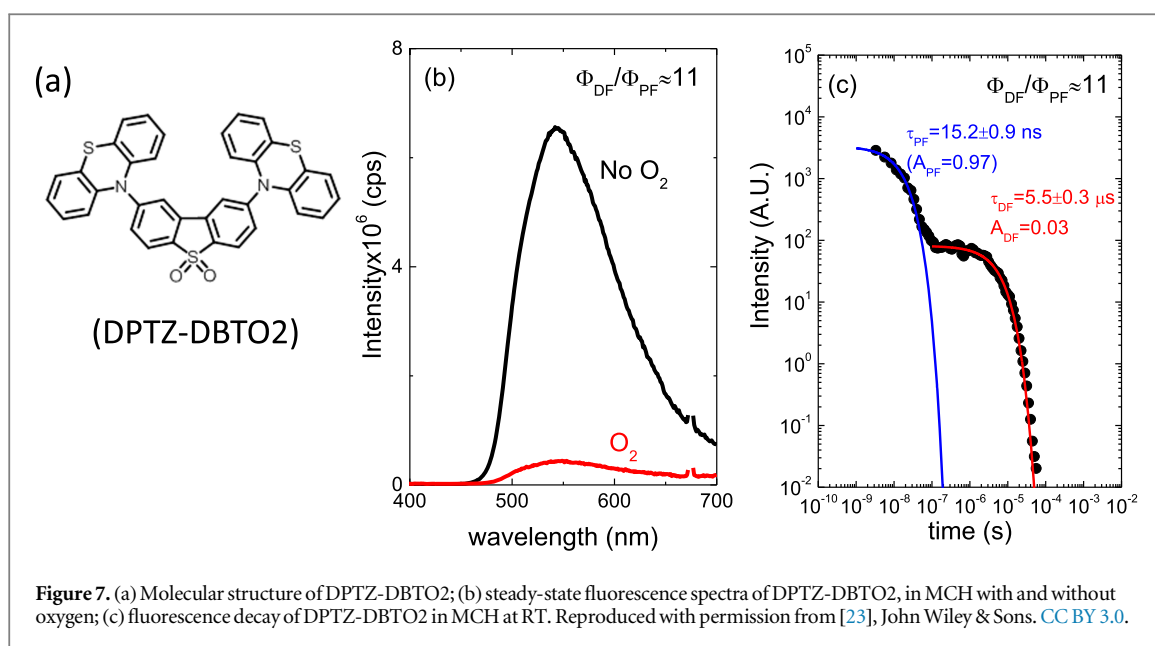 (a)
S
S
N
N
S
O
O
(DPTZ-DBTO2)
(b)
Φ_DF/Φ_PF≈11
No O₂
O₂
8
4
0
400
500
600
700
Intensityx10⁶ (cps)
wavelength (nm)
(c)
Φ_DF/Φ_PF≈11
τ_PF=15.2±0.9 ns
(A_PF=0.97)
τ_DF=5.5±0.3 μs
A_DF=0.03
10⁵
10⁴
10³
10²
10¹
10⁰
10⁻¹
10⁻²
Intensity (A.U.)
10⁻¹⁰ 10⁻⁹ 10⁻⁸ 10⁻⁷ 10⁻⁶ 10⁻⁵ 10⁻⁴ 10⁻³ 10⁻²
time (s)
Figure 7. (a) Molecular structure of DPTZ-DBTO2; (b) steady-state fluorescence spectra of DPTZ-DBTO2, in MCH with and without
oxygen; (c) fluorescence decay of DPTZ-DBTO2 in MCH at RT. Reproduced with permission from [23], John Wiley & Sons. CC BY 3.0.